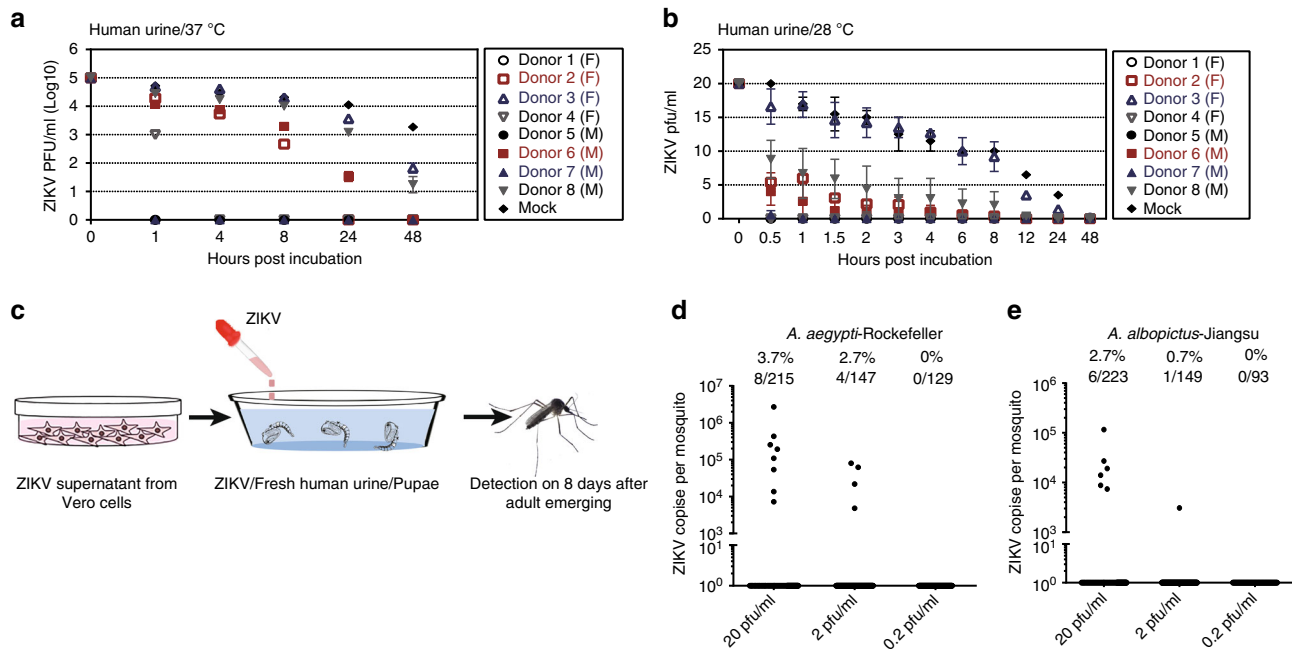 a
Human urine/37 °C
ZIKV PFU/ml (Log10)
6
5
4
3
2
1
0
0 1 4 8 24 48
Hours post incubation
Donor 1 (F)
Donor 2 (F)
Donor 3 (F)
Donor 4 (F)
Donor 5 (M)
Donor 6 (M)
Donor 7 (M)
Donor 8 (M)
Mock
b
Human urine/28 °C
ZIKV pfu/ml
25
20
15
10
5
0
0 0.5 1 1.5 2 3 4 6 8 12 24 48
Hours post incubation
Donor 1 (F)
Donor 2 (F)
Donor 3 (F)
Donor 4 (F)
Donor 5 (M)
Donor 6 (M)
Donor 7 (M)
Donor 8 (M)
Mock
c
ZIKV
ZIKV supernatant from
Vero cells
ZIKV/Fresh human urine/Pupae
Detection on 8 days after
adult emerging
d
A. aegypti-Rockefeller
3.7% 2.7% 0%
8/215 4/147 0/129
ZIKV copise per mosquito
10⁷
10⁶
10⁵
10⁴
10³
10¹
10⁰
20 pfu/ml
2 pfu/ml
0.2 pfu/ml
e
A. albopictus-Jiangsu
2.7% 0.7% 0%
6/223 1/149 0/93
ZIKV copise per mosquito
10⁶
10⁵
10⁴
10³
10¹
10⁰
20 pfu/ml
2 pfu/ml
0.2 pfu/ml